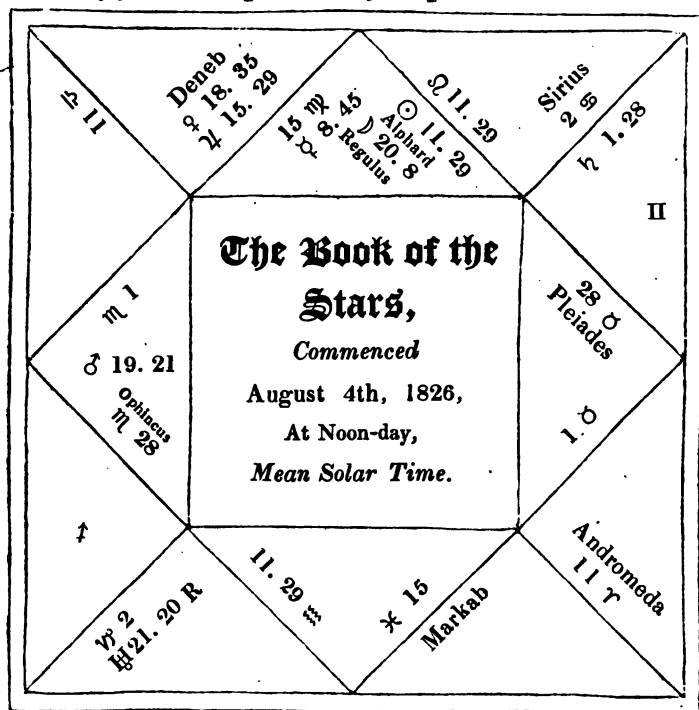 ♎ 11
Deneb
♀ 18. 35
♃ 15. 29
15 ♍
☿ 8. 45
☉ 11. 29
Alphard
☽ 20. 8
Regulus
♌ 11. 29
Sirius
2 ♋
♄ 1. 28
♊
28 ♉
Pleiades
1. ♉
Andromeda
11 ♈
♓ 15
Markab
11. 29 ♒
♑ 2
♅ 21. 20 R
♐
♏ 1
♂ 19. 21
Ophincus
♏ 28
The Book of the
Stars,
Commenced
August 4th, 1826,
At Noon-day,
Mean Solar Time.